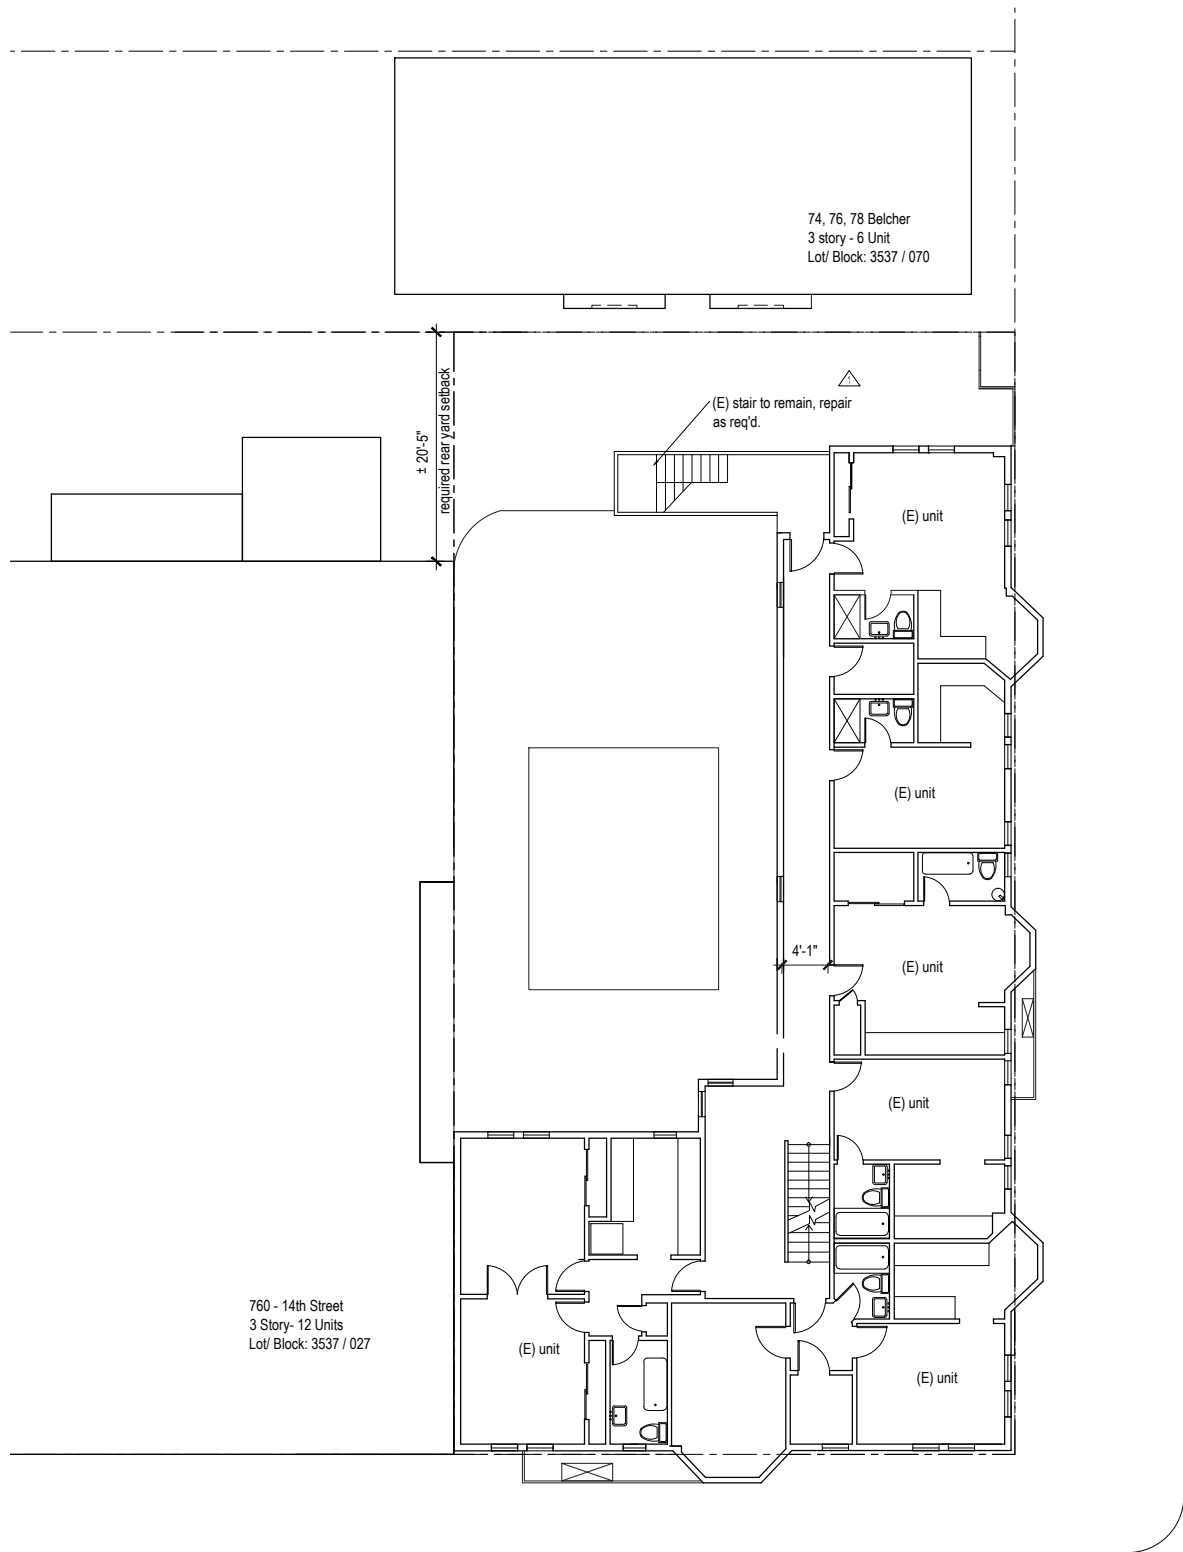 74, 76, 78 Belcher
3 story - 6 Unit
Lot/ Block: 3537 / 070
± 20'-5"
required rear yard setback
1
(E) stair to remain, repair
as req'd.
(E) unit
(E) unit
4'-1"
(E) unit
(E) unit
760 - 14th Street
3 Story- 12 Units
Lot/ Block: 3537 / 027
(E) unit
(E) unit